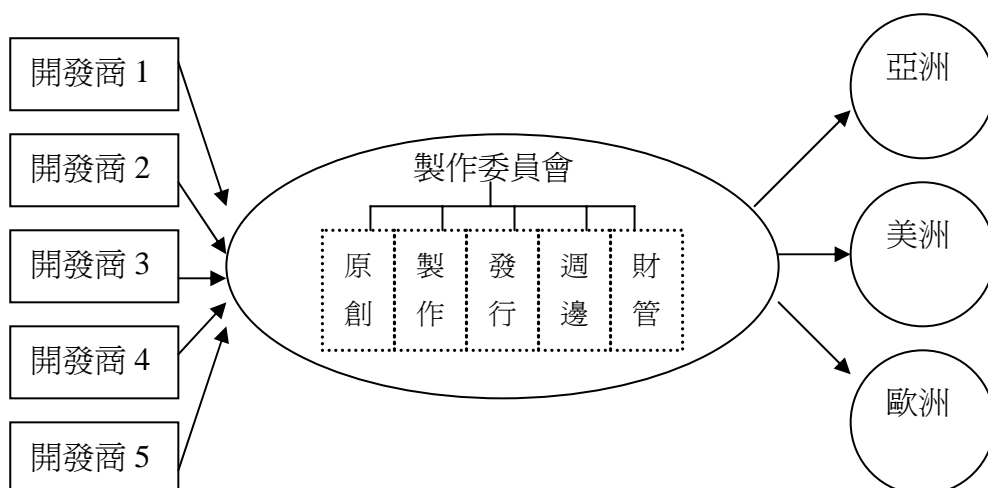 開發商 1
開發商 2
開發商 3
開發商 4
開發商 5
製作委員會
原創
製作
發行
週邊
財管
亞洲
美洲
歐洲